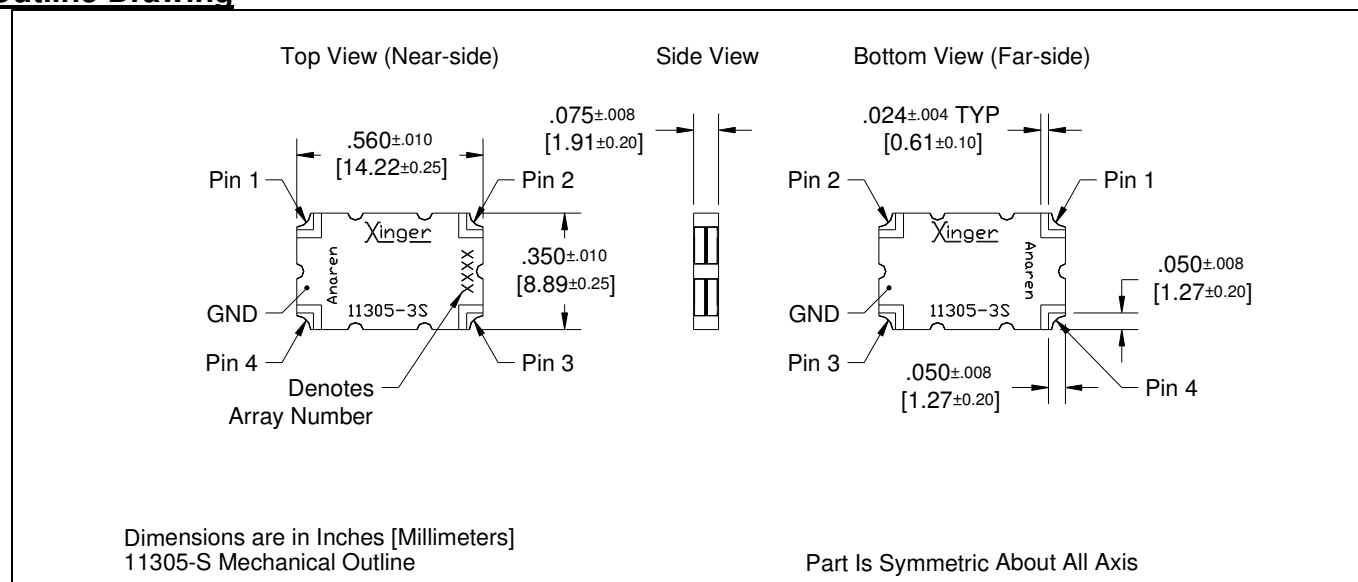 Outline Drawing
Top View (Near-side)
Side View
Bottom View (Far-side)
.560±.010
[14.22±0.25]
.075±.008
[1.91±0.20]
.024±.004 TYP
[0.61±0.10]
Pin 1
Pin 2
Pin 2
Pin 1
Xinger
Anaren
XXXX
11305-3S
.350±.010
[8.89±0.25]
Xinger
Anaren
11305-3S
.050±.008
[1.27±0.20]
GND
GND
Pin 4
Pin 3
Pin 3
Pin 4
.050±.008
[1.27±0.20]
Denotes
Array Number
Dimensions are in Inches [Millimeters]
11305-S Mechanical Outline
Part Is Symmetric About All Axis